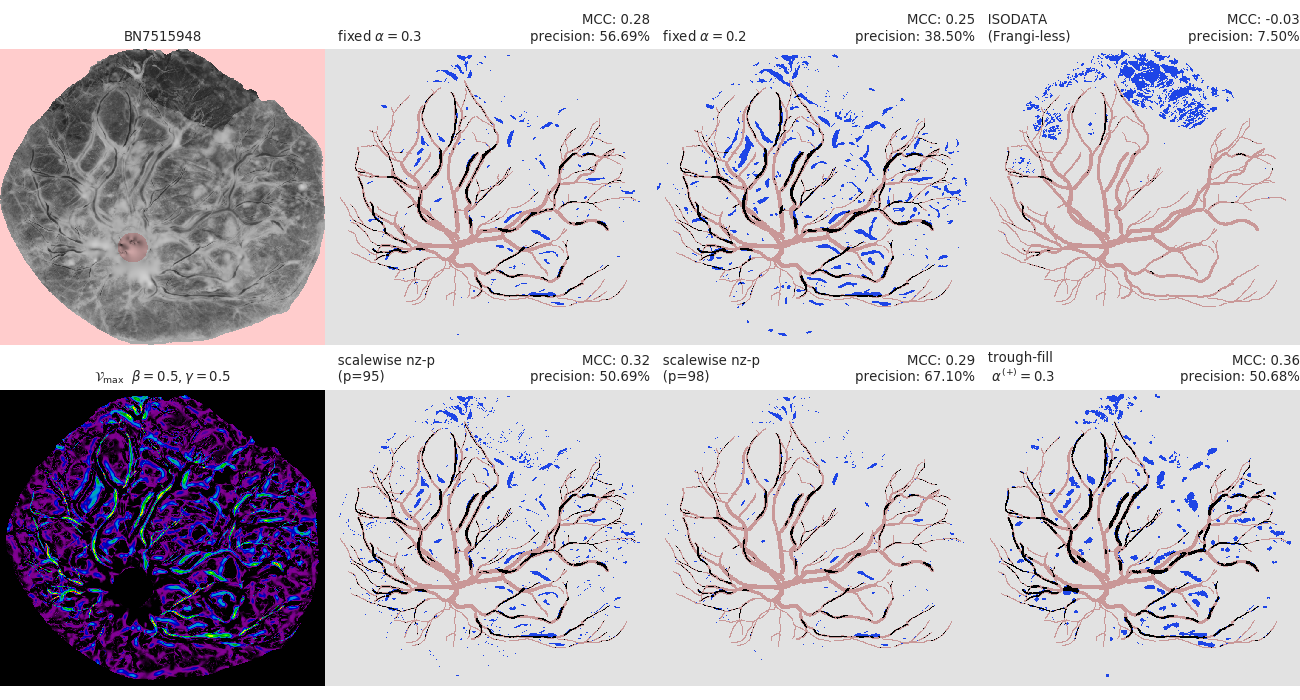 BN7515948
fixed α = 0.3
MCC: 0.28
precision: 56.69%
fixed α = 0.2
MCC: 0.25
precision: 38.50%
ISODATA
(Frangi-less)
MCC: -0.03
precision: 7.50%
𝒱max β = 0.5, γ = 0.5
scalewise nz-p
(p=95)
MCC: 0.32
precision: 50.69%
scalewise nz-p
(p=98)
MCC: 0.29
precision: 67.10%
trough-fill
α(+) = 0.3
MCC: 0.36
precision: 50.68%